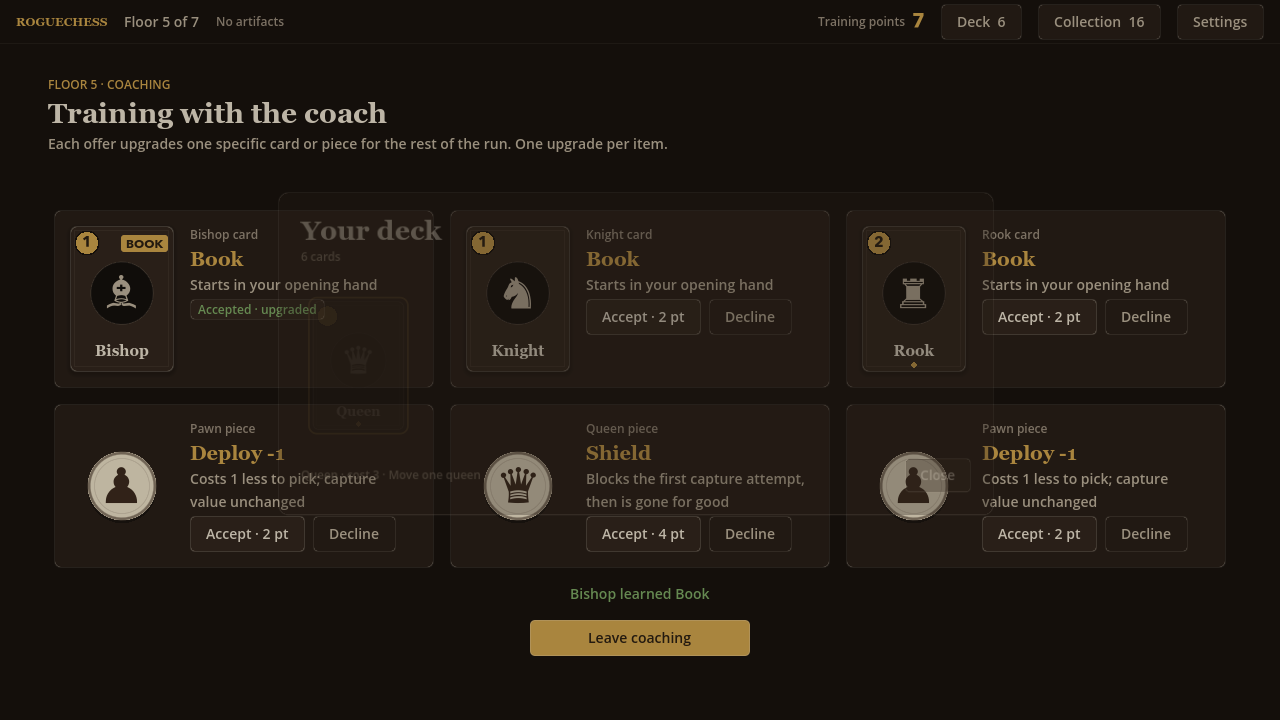 ROGUECHESS Floor 5 of 7 No artifacts Training points 7 Deck 6 Collection 16 Settings
FLOOR 5 · COACHING
Training with the coach
Each offer upgrades one specific card or piece for the rest of the run. One upgrade per item.
Your deck
6 cards
Queen
Queen · cost 3 · Move one queen
Close
1 BOOK
Bishop
Bishop card
Book
Starts in your opening hand
Accepted · upgraded
1
Knight
Knight card
Book
Starts in your opening hand
Accept · 2 pt Decline
2
Rook
Rook card
Book
Starts in your opening hand
Accept · 2 pt Decline
Pawn piece
Deploy -1
Costs 1 less to pick; capture
value unchanged
Accept · 2 pt Decline
Queen piece
Shield
Blocks the first capture attempt,
then is gone for good
Accept · 4 pt Decline
Pawn piece
Deploy -1
Costs 1 less to pick; capture
value unchanged
Accept · 2 pt Decline
Bishop learned Book
Leave coaching